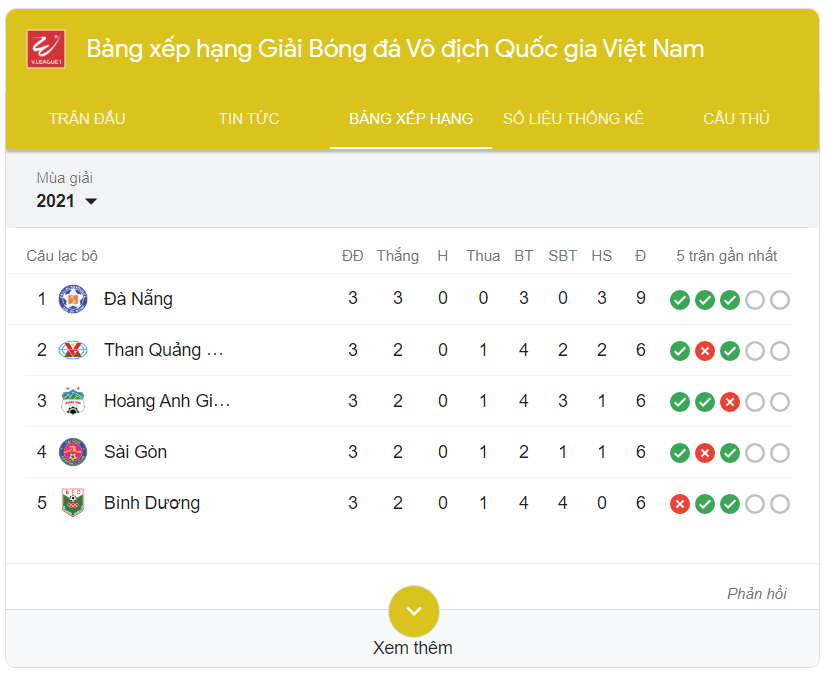 V.LEAGUE 1
Bảng xếp hạng Giải Bóng đá Vô địch Quốc gia Việt Nam
TRẬN ĐẤU TIN TỨC BẢNG XẾP HẠNG SỐ LIỆU THỐNG KÊ CẦU THỦ
Mùa giải
2021
Câu lạc bộ ĐĐ Thắng H Thua BT SBT HS Đ 5 trận gần nhất
1 Đà Nẵng 3 3 0 0 3 0 3 9
2 Than Quảng ... 3 2 0 1 4 2 2 6
3 Hoàng Anh Gi... 3 2 0 1 4 3 1 6
4 Sài Gòn 3 2 0 1 2 1 1 6
5 Bình Dương 3 2 0 1 4 4 0 6
Phản hồi
Xem thêm